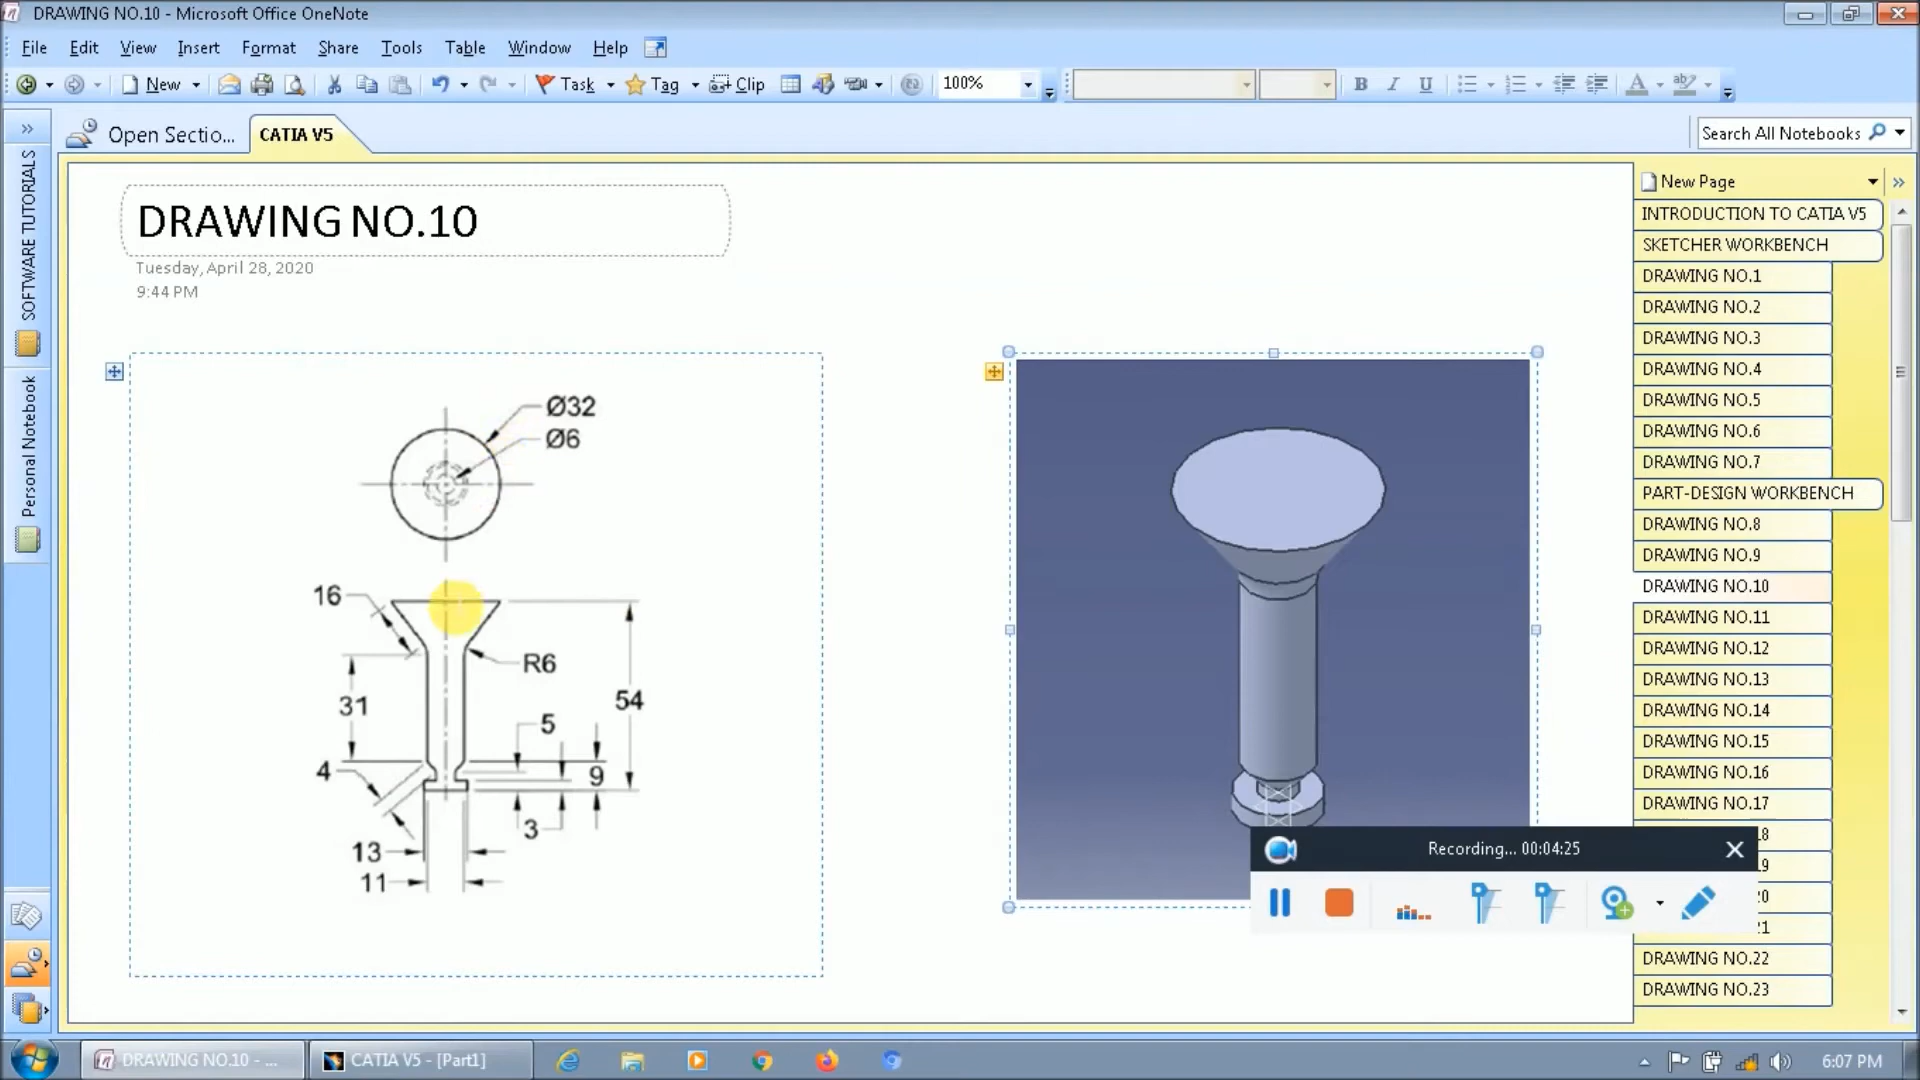 DRAWING NO.10 - Microsoft Office OneNote
File Edit View Insert Format Share Tools Table Window Help
New Task Tag Clip 100% B I U
Open Sectio... CATIA V5 Search All Notebooks
SOFTWARE TUTORIALS
Personal Notebook
DRAWING NO.10
Tuesday, April 28, 2020
9:44 PM
Ø32
Ø6
16
R6
31
54
5
4
9
3
13
11
Recording... 00:04:25
New Page
INTRODUCTION TO CATIA V5
SKETCHER WORKBENCH
DRAWING NO.1
DRAWING NO.2
DRAWING NO.3
DRAWING NO.4
DRAWING NO.5
DRAWING NO.6
DRAWING NO.7
PART-DESIGN WORKBENCH
DRAWING NO.8
DRAWING NO.9
DRAWING NO.10
DRAWING NO.11
DRAWING NO.12
DRAWING NO.13
DRAWING NO.14
DRAWING NO.15
DRAWING NO.16
DRAWING NO.17
18
19
20
21
DRAWING NO.22
DRAWING NO.23
DRAWING NO.10 - ... CATIA V5 - [Part1] 6:07 PM